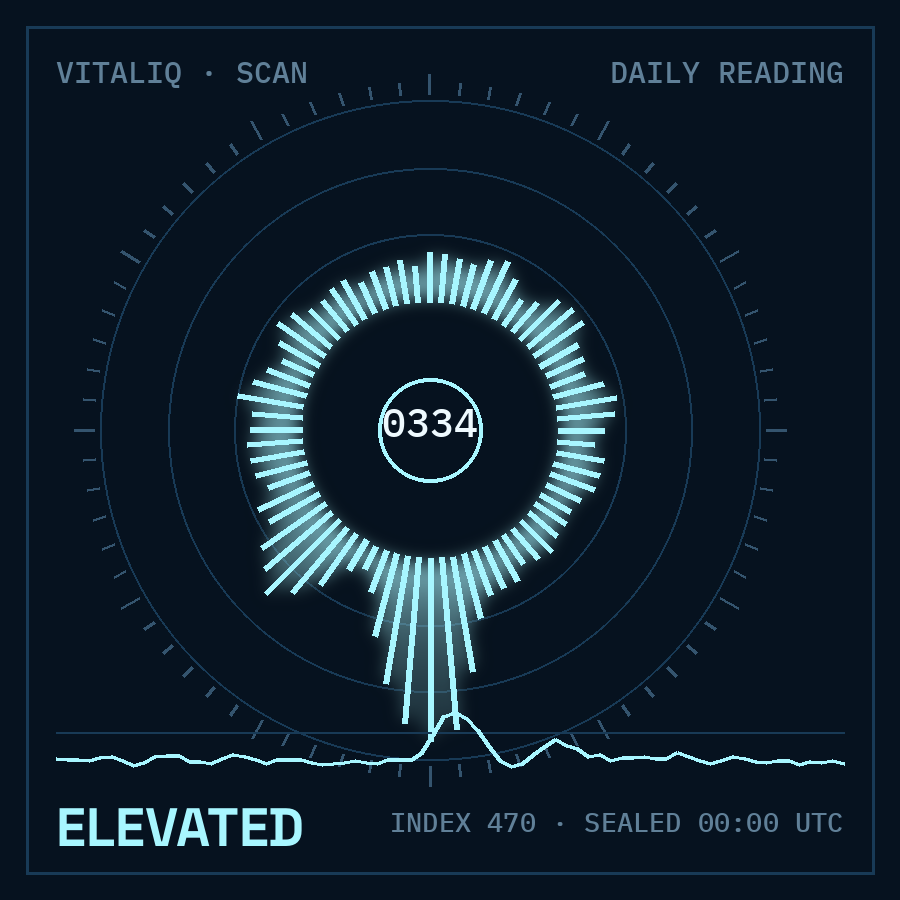 VITALIQ · SCAN
DAILY READING
0334
ELEVATED
INDEX 470 · SEALED 00:00 UTC